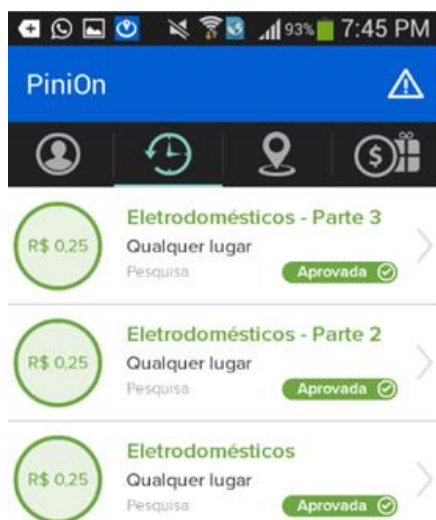 93% 7:45 PM
PiniOn
$
Eletrodomésticos - Parte 3
R$ 0,25
Qualquer lugar
Pesquisa
Aprovada
Eletrodomésticos - Parte 2
R$ 0,25
Qualquer lugar
Pesquisa
Aprovada
Eletrodomésticos
R$ 0,25
Qualquer lugar
Pesquisa
Aprovada